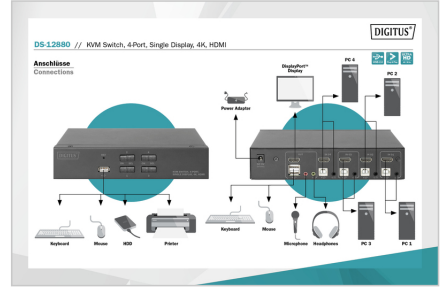 DIGITUS®
DS-12880 // KVM Switch, 4-Port, Single Display, 4K, HDMI
Anschlüsse
Connections
DisplayPort™
Display
PC 4
PC 2
Power Adapter
DIGITUS
Keyboard
Mouse
HDD
Printer
Keyboard
Mouse
Microphone
Headphones
PC 3
PC 1